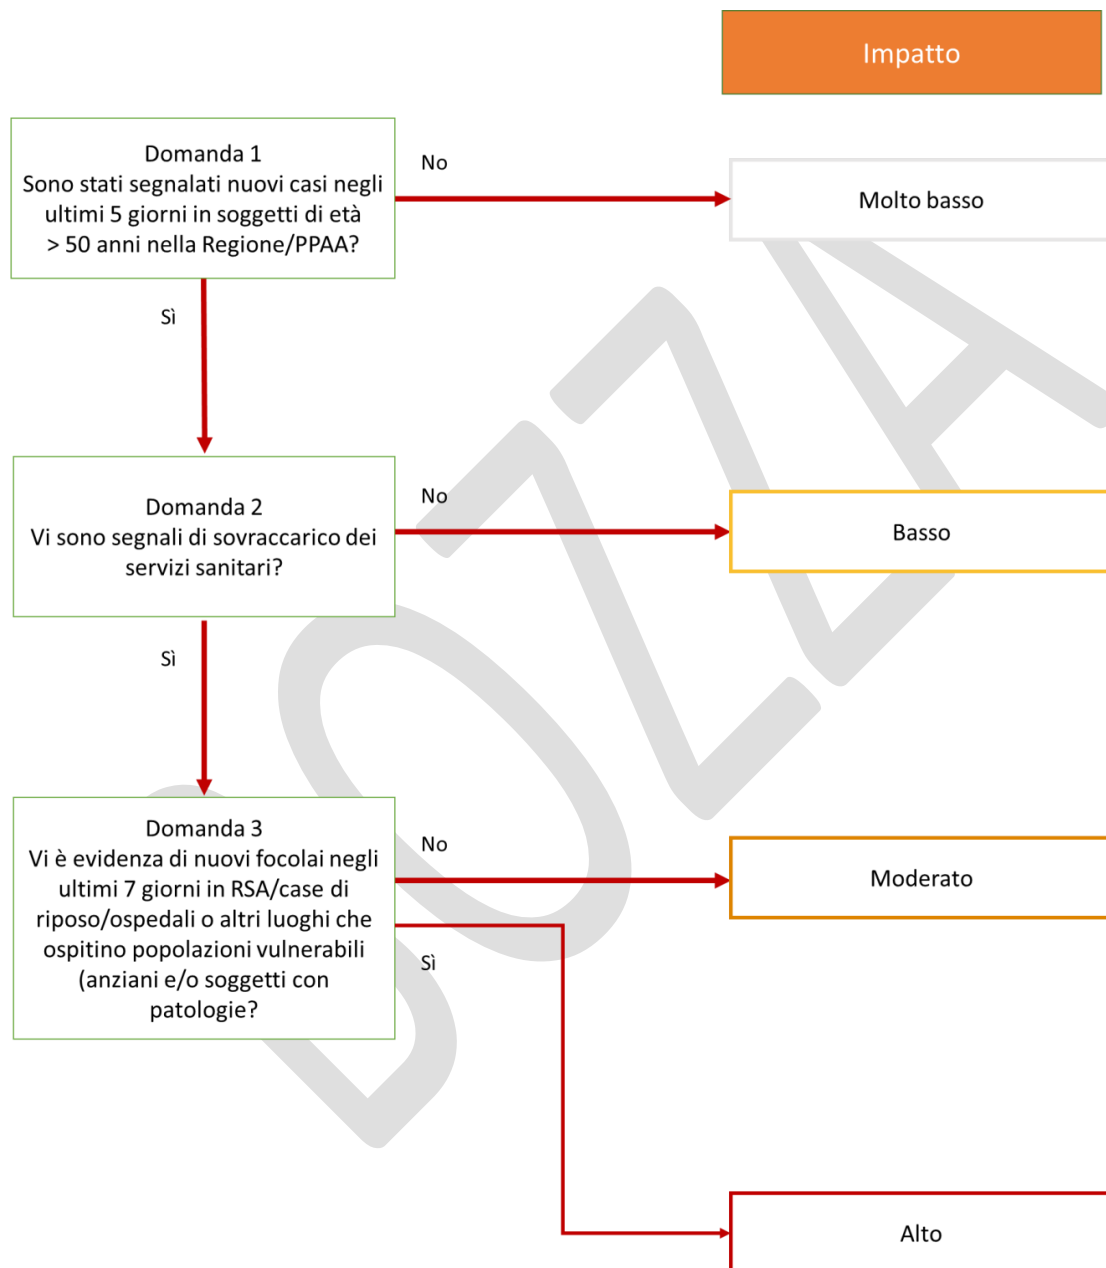 Impatto
Domanda 1
Sono stati segnalati nuovi casi negli
ultimi 5 giorni in soggetti di età
> 50 anni nella Regione/PPAA?
No
Molto basso
Sì
Domanda 2
Vi sono segnali di sovraccarico dei
servizi sanitari?
No
Basso
Sì
Domanda 3
Vi è evidenza di nuovi focolai negli
ultimi 7 giorni in RSA/case di
riposo/ospedali o altri luoghi che
ospitino popolazioni vulnerabili
(anziani e/o soggetti con
patologie?
No
Moderato
Sì
Alto
BOZZA